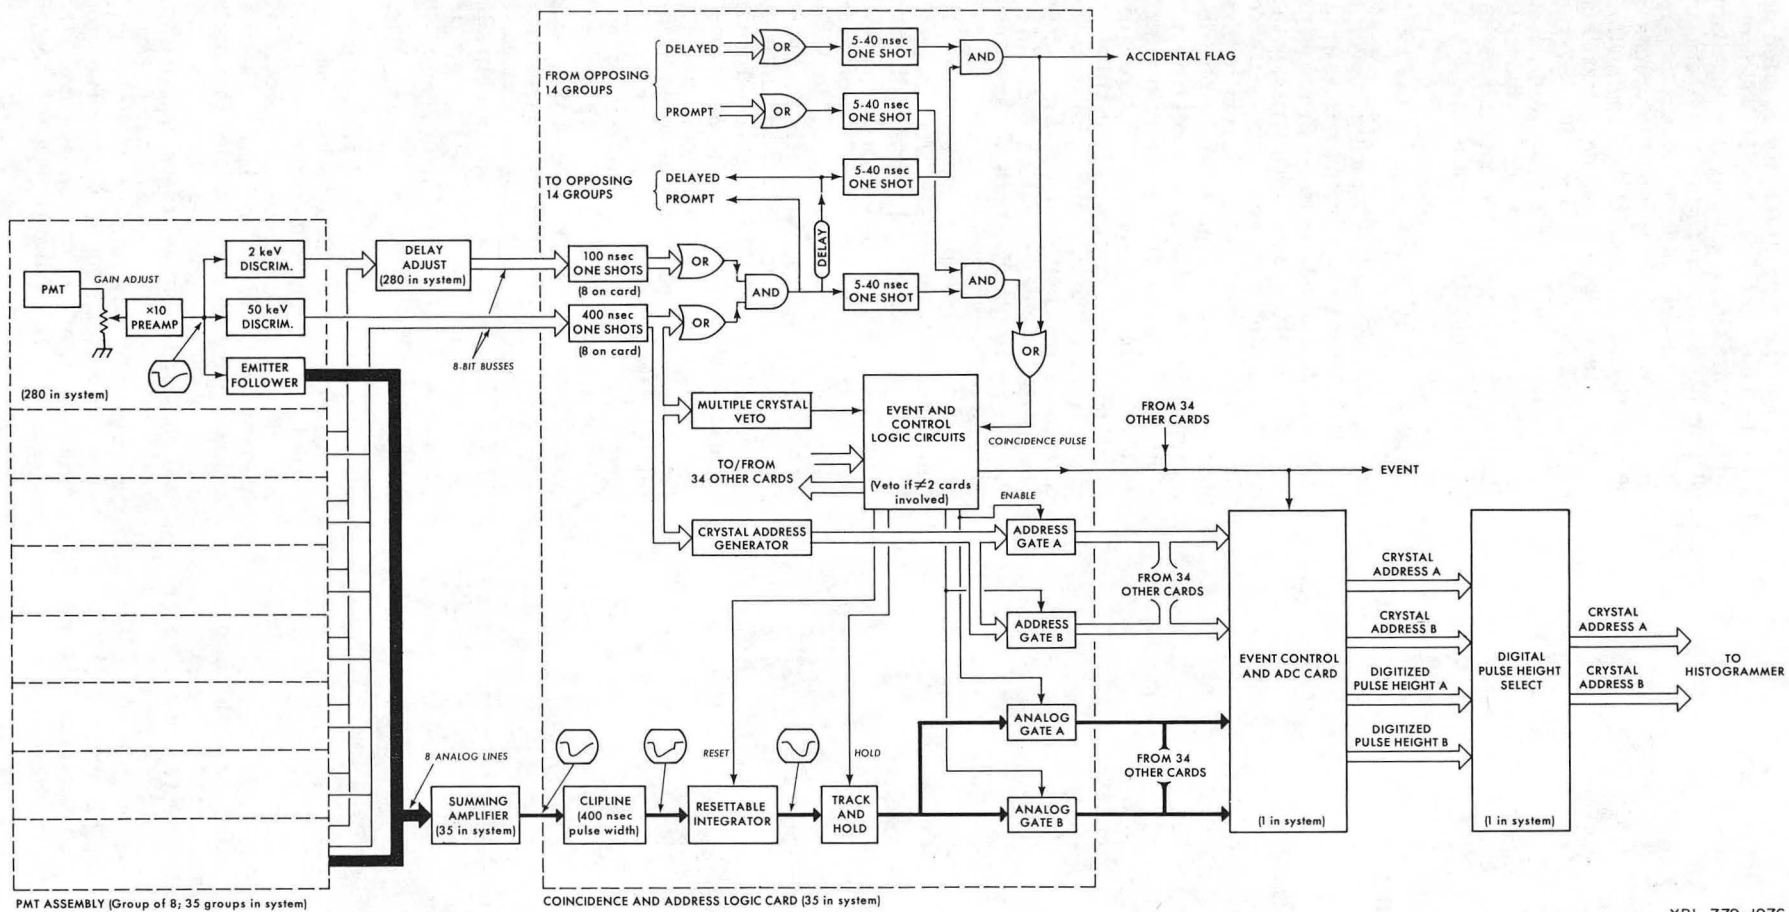 DELAYED
OR
5-40 nsec
ONE SHOT
AND
ACCIDENTAL FLAG
FROM OPPOSING
14 GROUPS
PROMPT
OR
5-40 nsec
ONE SHOT
5-40 nsec
ONE SHOT
TO OPPOSING
14 GROUPS
DELAYED
PROMPT
DELAY
PMT
GAIN ADJUST
×10
PREAMP
2 keV
DISCRIM.
50 keV
DISCRIM.
EMITTER
FOLLOWER
(280 in system)
DELAY
ADJUST
(280 in system)
8-BIT BUSSES
100 nsec
ONE SHOTS
(8 on card)
400 nsec
ONE SHOTS
(8 on card)
OR
OR
AND
5-40 nsec
ONE SHOT
AND
OR
MULTIPLE CRYSTAL
VETO
EVENT AND
CONTROL
LOGIC CIRCUITS
(Veto if ≠2 cards
involved)
COINCIDENCE PULSE
TO/FROM
34 OTHER CARDS
FROM 34
OTHER CARDS
EVENT
ENABLE
CRYSTAL ADDRESS
GENERATOR
ADDRESS
GATE A
FROM 34
OTHER CARDS
ADDRESS
GATE B
EVENT CONTROL
AND ADC CARD
(1 in system)
CRYSTAL
ADDRESS A
CRYSTAL
ADDRESS B
DIGITIZED
PULSE HEIGHT A
DIGITIZED
PULSE HEIGHT B
DIGITAL
PULSE HEIGHT
SELECT
(1 in system)
CRYSTAL
ADDRESS A
CRYSTAL
ADDRESS B
TO
HISTOGRAMMER
ANALOG
GATE A
FROM 34
OTHER CARDS
ANALOG
GATE B
8 ANALOG LINES
SUMMING
AMPLIFIER
(35 in system)
CLIPLINE
(400 nsec
pulse width)
RESET
RESETTABLE
INTEGRATOR
HOLD
TRACK
AND
HOLD
PMT ASSEMBLY (Group of 8; 35 groups in system)
COINCIDENCE AND ADDRESS LOGIC CARD (35 in system)